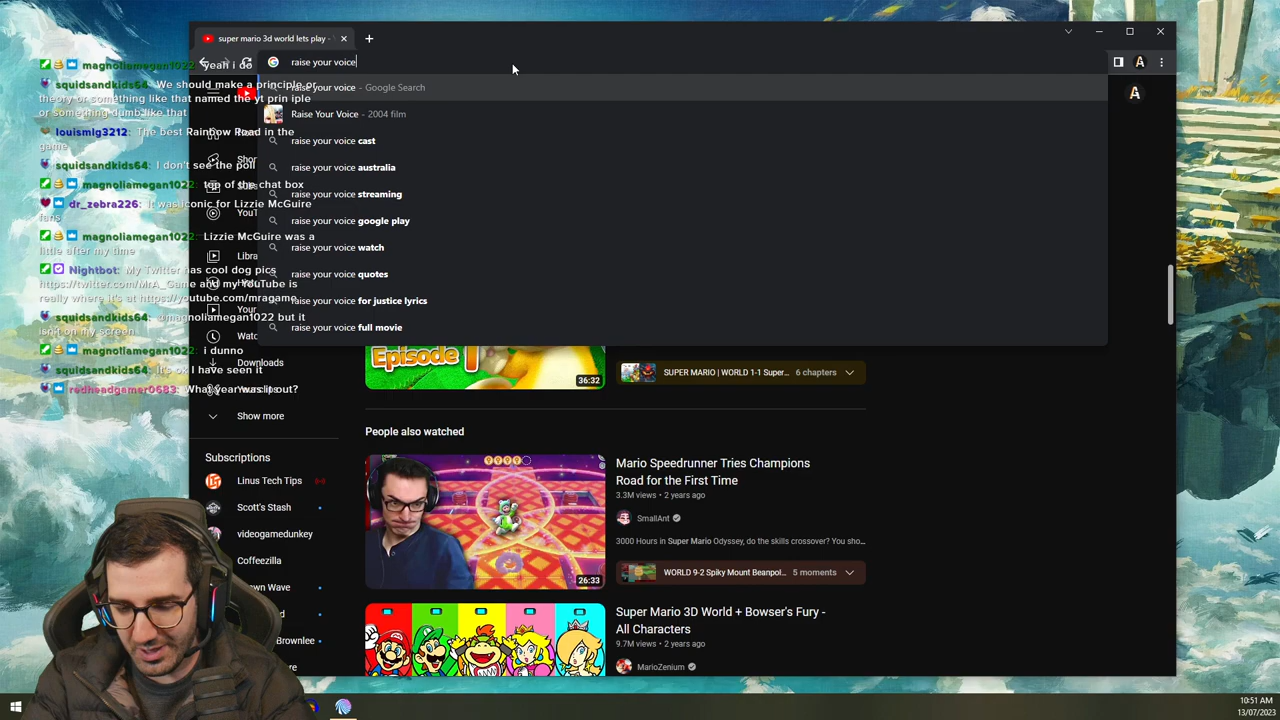 super mario 3d world lets play -
raise your voice
raise your voice - Google Search
Raise Your Voice - 2004 film
raise your voice cast
raise your voice australia
raise your voice streaming
raise your voice google play
raise your voice watch
raise your voice quotes
raise your voice for justice lyrics
raise your voice full movie
magnoliamegan1022: yeah i do
squidsandkids64: We should make a principle or
theory or something like that named the yt prin iple
or something dumb like that
louismlg3212: The best Rainbow Road in the
game
squidsandkids64: I don't see the poll
magnoliamegan1022: top of the chat box
dr_zebra226: It was iconic for Lizzie McGuire
fans
magnoliamegan1022: Lizzie McGuire was a
little after my time
Nightbot: My Twitter has cool dog pics
https://twitter.com/MrA_Game and my YouTube is
really where it's at https://youtube.com/mragame
squidsandkids64: @magnoliamegan1022 but it
isn't on my screen
magnoliamegan1022: i dunno
squidsandkids64: It's ok I have seen it
redheadgamer0683: What year was it out?
Downloads
Show more
Subscriptions
Linus Tech Tips
Scott's Stash
videogamedunkey
Coffeezilla
Episode 1
36:32
SUPER MARIO | WORLD 1-1 Super... 6 chapters
People also watched
Mario Speedrunner Tries Champions
Road for the First Time
3.3M views • 2 years ago
SmallAnt
3000 Hours in Super Mario Odyssey, do the skills crossover? You sho...
WORLD 9-2 Spiky Mount Beanpol... 5 moments
26:33
Super Mario 3D World + Bowser's Fury -
All Characters
9.7M views • 2 years ago
MarioZenium
10:51 AM
13/07/2023